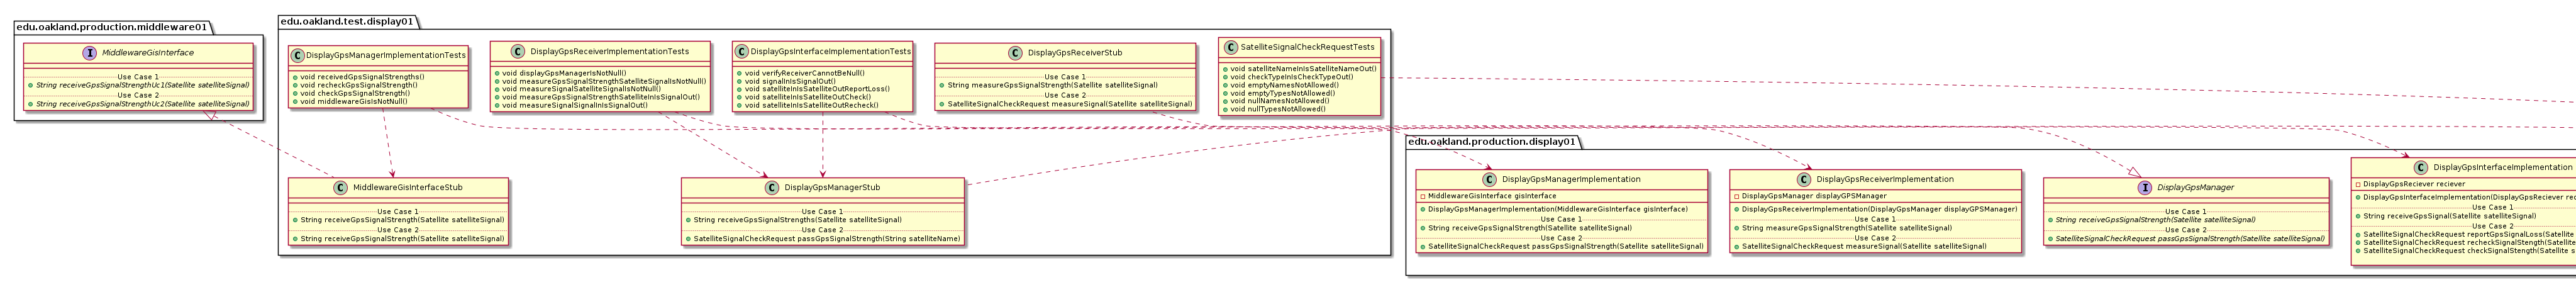 edu.oakland.production.middleware01
I MiddlewareGisInterface
Use Case 1
String receiveGpsSignalStrengthUc1(Satellite satelliteSignal)
Use Case 2
String receiveGpsSignalStrengthUc2(Satellite satelliteSignal)
edu.oakland.test.display01
C DisplayGpsManagerImplementationTests
void receivedGpsSignalStrengths()
void recheckGpsSignalStrength()
void checkGpsSignalStrength()
void middlewareGisIsNotNull()
C DisplayGpsReceiverImplementationTests
void displayGpsManagerIsNotNull()
void measureGpsSignalStrengthSatelliteSignalIsNotNull()
void measureSignalSatelliteSignalIsNotNull()
void measureGpsSignalStrengthSatelliteInIsSignalOut()
void measureSignalSignalInIsSignalOut()
C DisplayGpsInterfaceImplementationTests
void verifyReceiverCannotBeNull()
void signalInIsSignalOut()
void satelliteInIsSatelliteOutReportLoss()
void satelliteInIsSatelliteOutCheck()
void satelliteInIsSatelliteOutRecheck()
C DisplayGpsReceiverStub
Use Case 1
String measureGpsSignalStrength(Satellite satelliteSignal)
Use Case 2
SatelliteSignalCheckRequest measureSignal(Satellite satelliteSignal)
C SatelliteSignalCheckRequestTests
void satelliteNameInIsSatelliteNameOut()
void checkTypeInIsCheckTypeOut()
void emptyNamesNotAllowed()
void emptyTypesNotAllowed()
void nullNamesNotAllowed()
void nullTypesNotAllowed()
C MiddlewareGisInterfaceStub
Use Case 1
String receiveGpsSignalStrength(Satellite satelliteSignal)
Use Case 2
String receiveGpsSignalStrength(Satellite satelliteSignal)
C DisplayGpsManagerStub
Use Case 1
String receiveGpsSignalStrengths(Satellite satelliteSignal)
Use Case 2
SatelliteSignalCheckRequest passGpsSignalStrength(String satelliteName)
edu.oakland.production.display01
C DisplayGpsManagerImplementation
MiddlewareGisInterface gisInterface
DisplayGpsManagerImplementation(MiddlewareGisInterface gisInterface)
Use Case 1
String receiveGpsSignalStrength(Satellite satelliteSignal)
Use Case 2
SatelliteSignalCheckRequest passGpsSignalStrength(Satellite satelliteSignal)
C DisplayGpsReceiverImplementation
DisplayGpsManager displayGPSManager
DisplayGpsReceiverImplementation(DisplayGpsManager displayGPSManager)
Use Case 1
String measureGpsSignalStrength(Satellite satelliteSignal)
Use Case 2
SatelliteSignalCheckRequest measureSignal(Satellite satelliteSignal)
I DisplayGpsManager
Use Case 1
String receiveGpsSignalStrength(Satellite satelliteSignal)
Use Case 2
SatelliteSignalCheckRequest passGpsSignalStrength(Satellite satelliteSignal)
C DisplayGpsInterfaceImplementation
DisplayGpsReciever reciever
DisplayGpsInterfaceImplementation(DisplayGpsReciever rec
Use Case 1
String receiveGpsSignal(Satellite satelliteSignal)
Use Case 2
SatelliteSignalCheckRequest reportGpsSignalLoss(Satellite
SatelliteSignalCheckRequest recheckSignalStength(Satellite
SatelliteSignalCheckRequest checkSignalStength(Satellite s